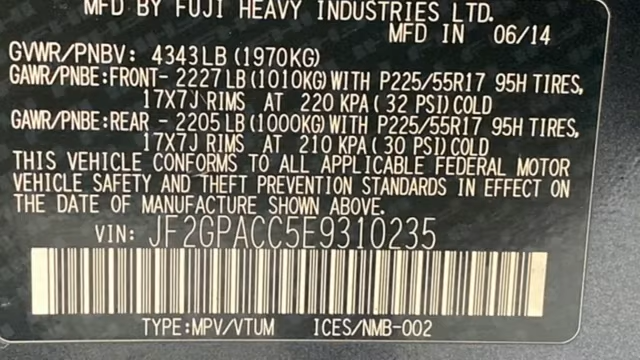 MFD BY FUJI HEAVY INDUSTRIES LTD.
MFD IN 06/14
GVWR/PNBV: 4343LB (1970KG)
GAWR/PNBE:FRONT- 2227LB(1010KG)WITH P225/55R17 95H TIRES,
17X7J RIMS AT 220 KPA(32 PSI)COLD
GAWR/PNBE:REAR - 2205LB(1000KG)WITH P225/55R17 95H TIRES,
17X7J RIMS AT 210 KPA(30 PSI)COLD
THIS VEHICLE CONFORMS TO ALL APPLICABLE FEDERAL MOTOR
VEHICLE SAFETY AND THEFT PREVENTION STANDARDS IN EFFECT ON
THE DATE OF MANUFACTURE SHOWN ABOVE.
VIN: JF2GPACC5E9310235
TYPE:MPV/VTUM ICES/NMB-002